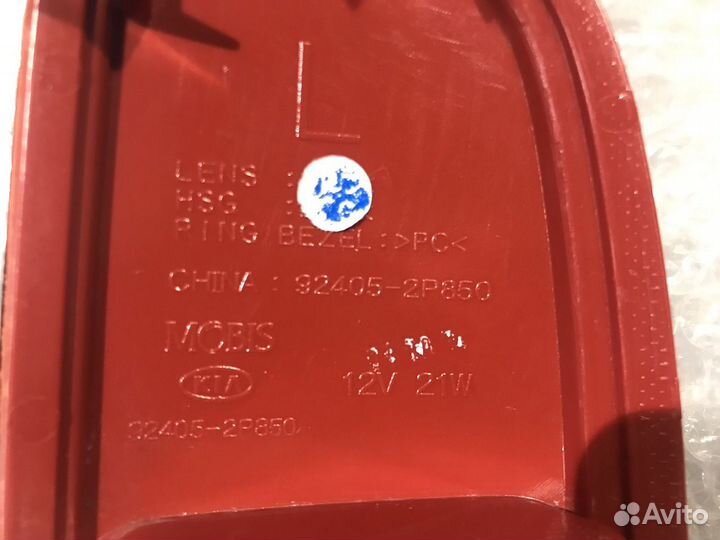 L
LENS :
HSG :
RING BEZEL : >PC<
CHINA : 92405-2P850
MOBIS
KIA
12V 21W
92405-2P850
Avito